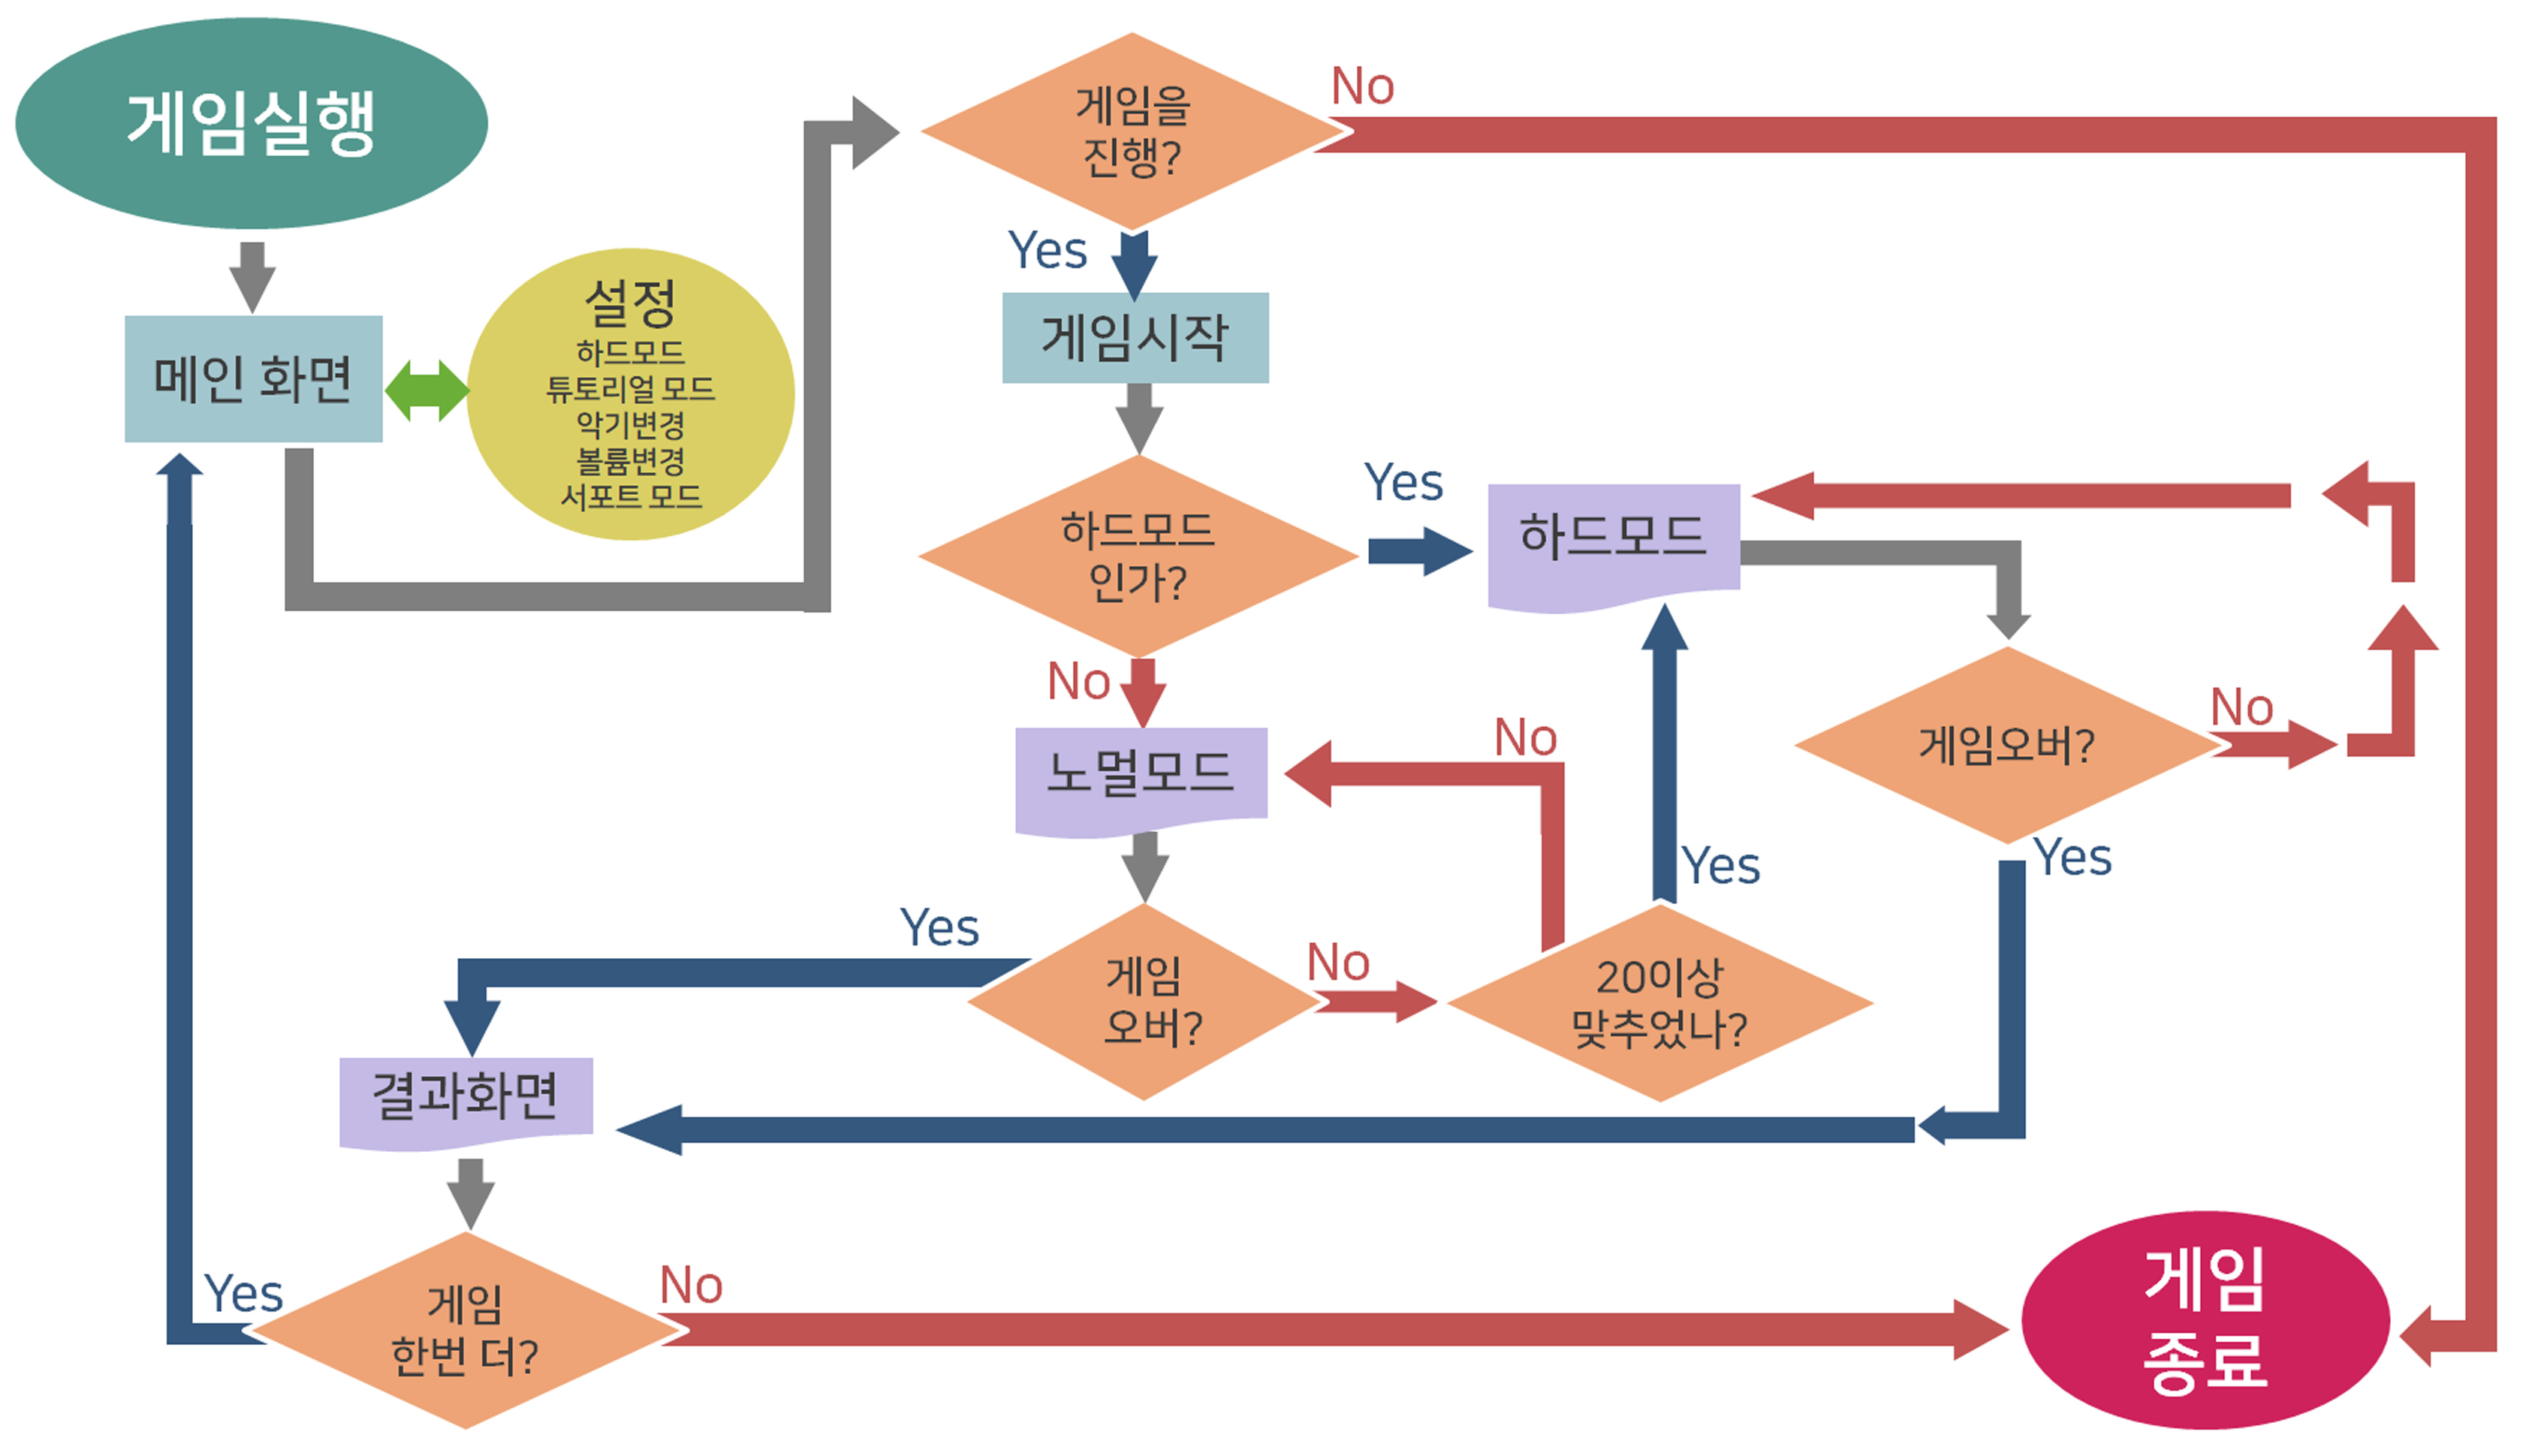 게임실행
메인 화면
설정
하드모드
튜토리얼 모드
악기변경
볼륨변경
서포트 모드
게임을
진행?
No
Yes
게임시작
하드모드
인가?
Yes
하드모드
No
노멀모드
No
게임오버?
No
Yes
Yes
Yes
게임
오버?
No
20이상
맞추었나?
결과화면
Yes
게임
한번 더?
No
게임
종료